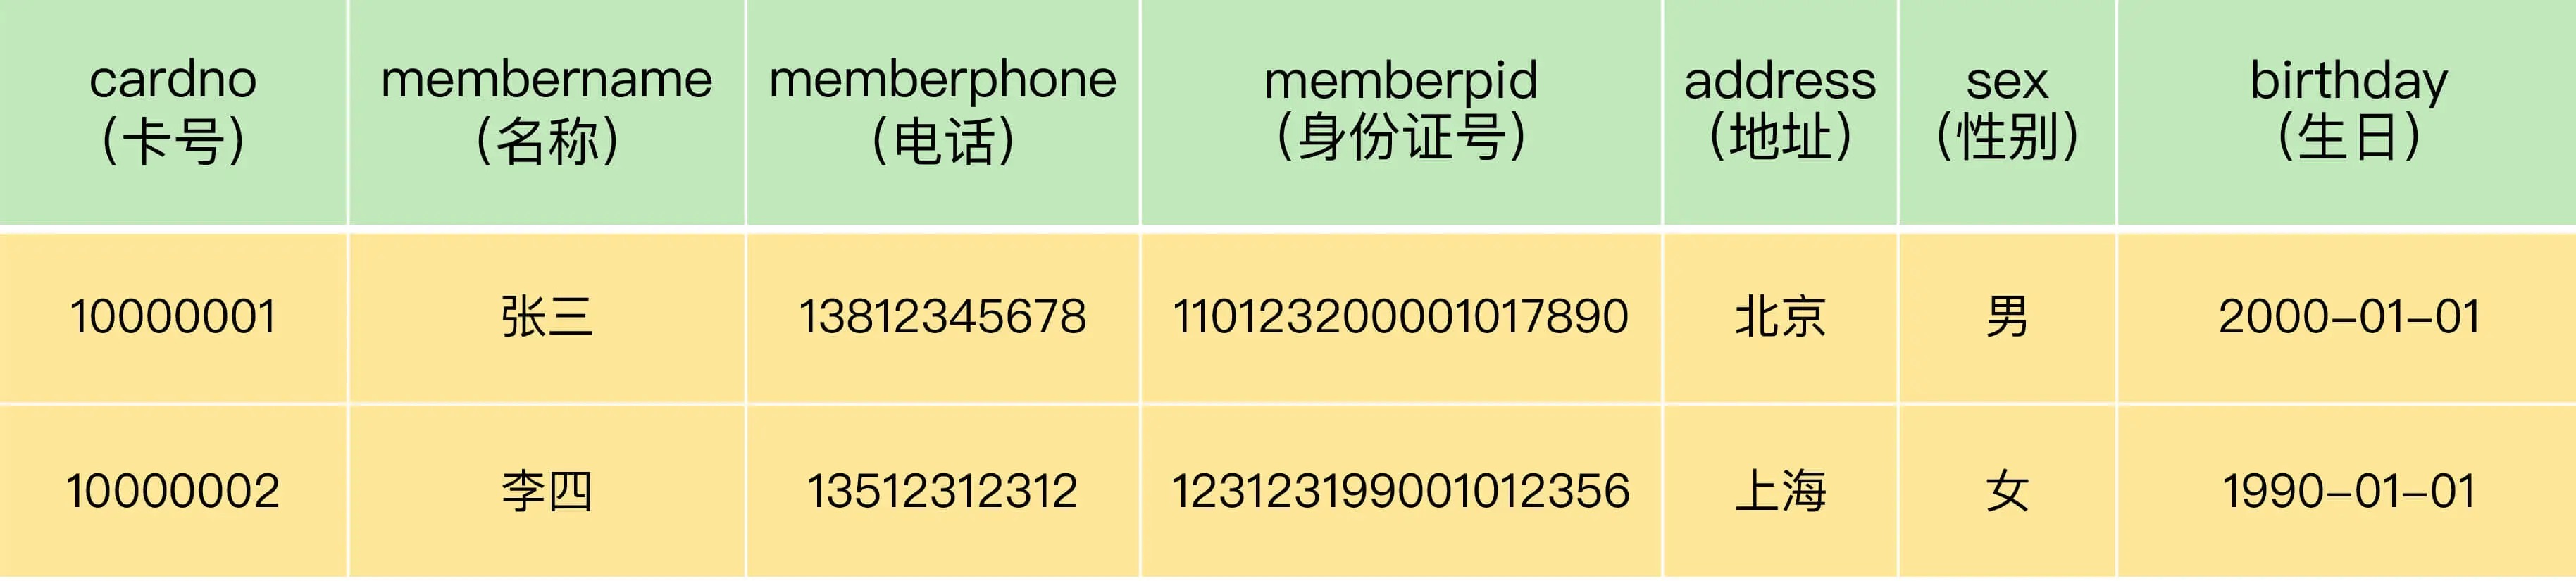 cardno membername memberphone memberpid address sex birthday
（卡号） （名称） （电话） （身份证号） （地址） （性别） （生日）
10000001 张三 13812345678 110123200001017890 北京 男 2000-01-01
10000002 李四 13512312312 123123199001012356 上海 女 1990-01-01